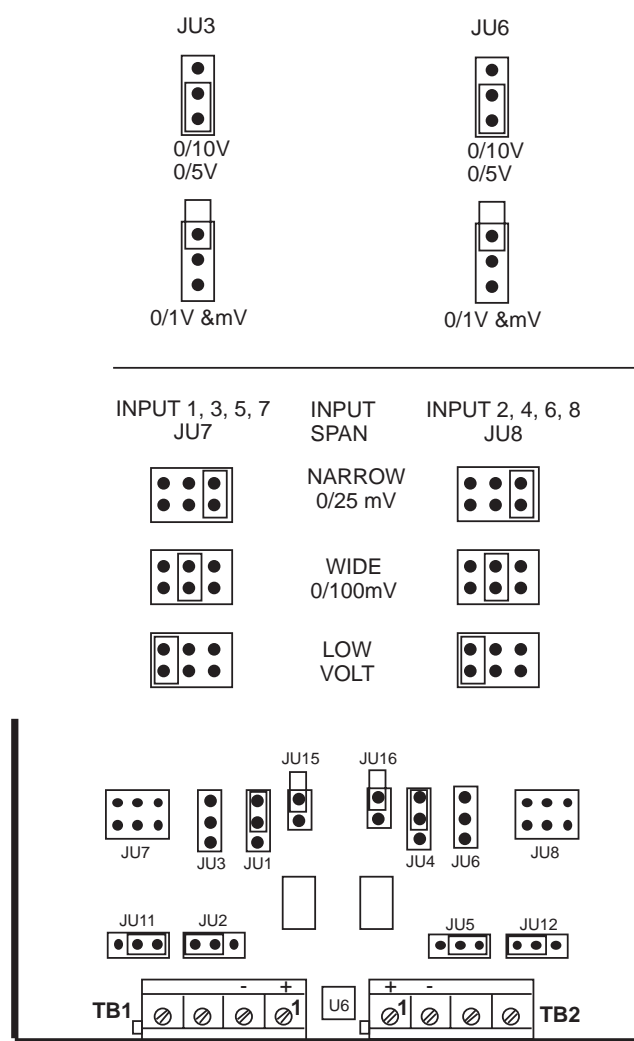 JU3 JU6
0/10V 0/10V
0/5V 0/5V
0/1V &mV 0/1V &mV
INPUT 1, 3, 5, 7 INPUT INPUT 2, 4, 6, 8
JU7 SPAN JU8
NARROW
0/25 mV
WIDE
0/100mV
LOW
VOLT
JU15 JU16
JU7 JU3 JU1 JU4 JU6 JU8
JU11 JU2 JU5 JU12
- + + -
TB1 1 U6 1 TB2